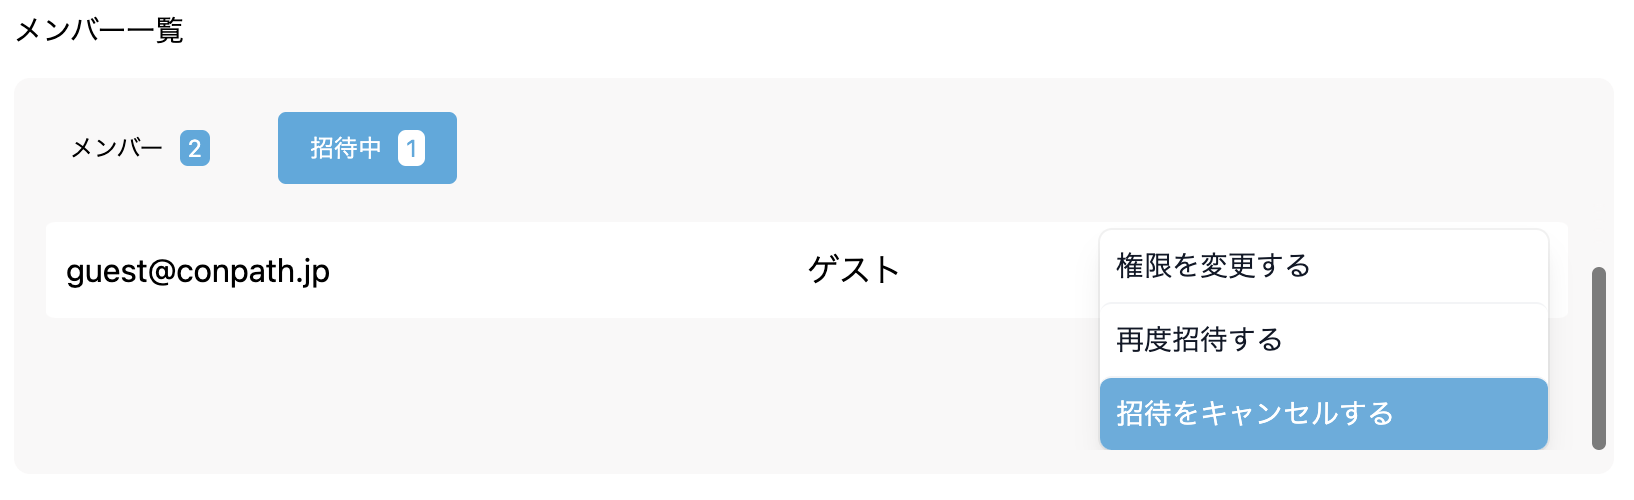 メンバー一覧
メンバー 2 招待中 1
guest@conpath.jp ゲスト
権限を変更する
再度招待する
招待をキャンセルする